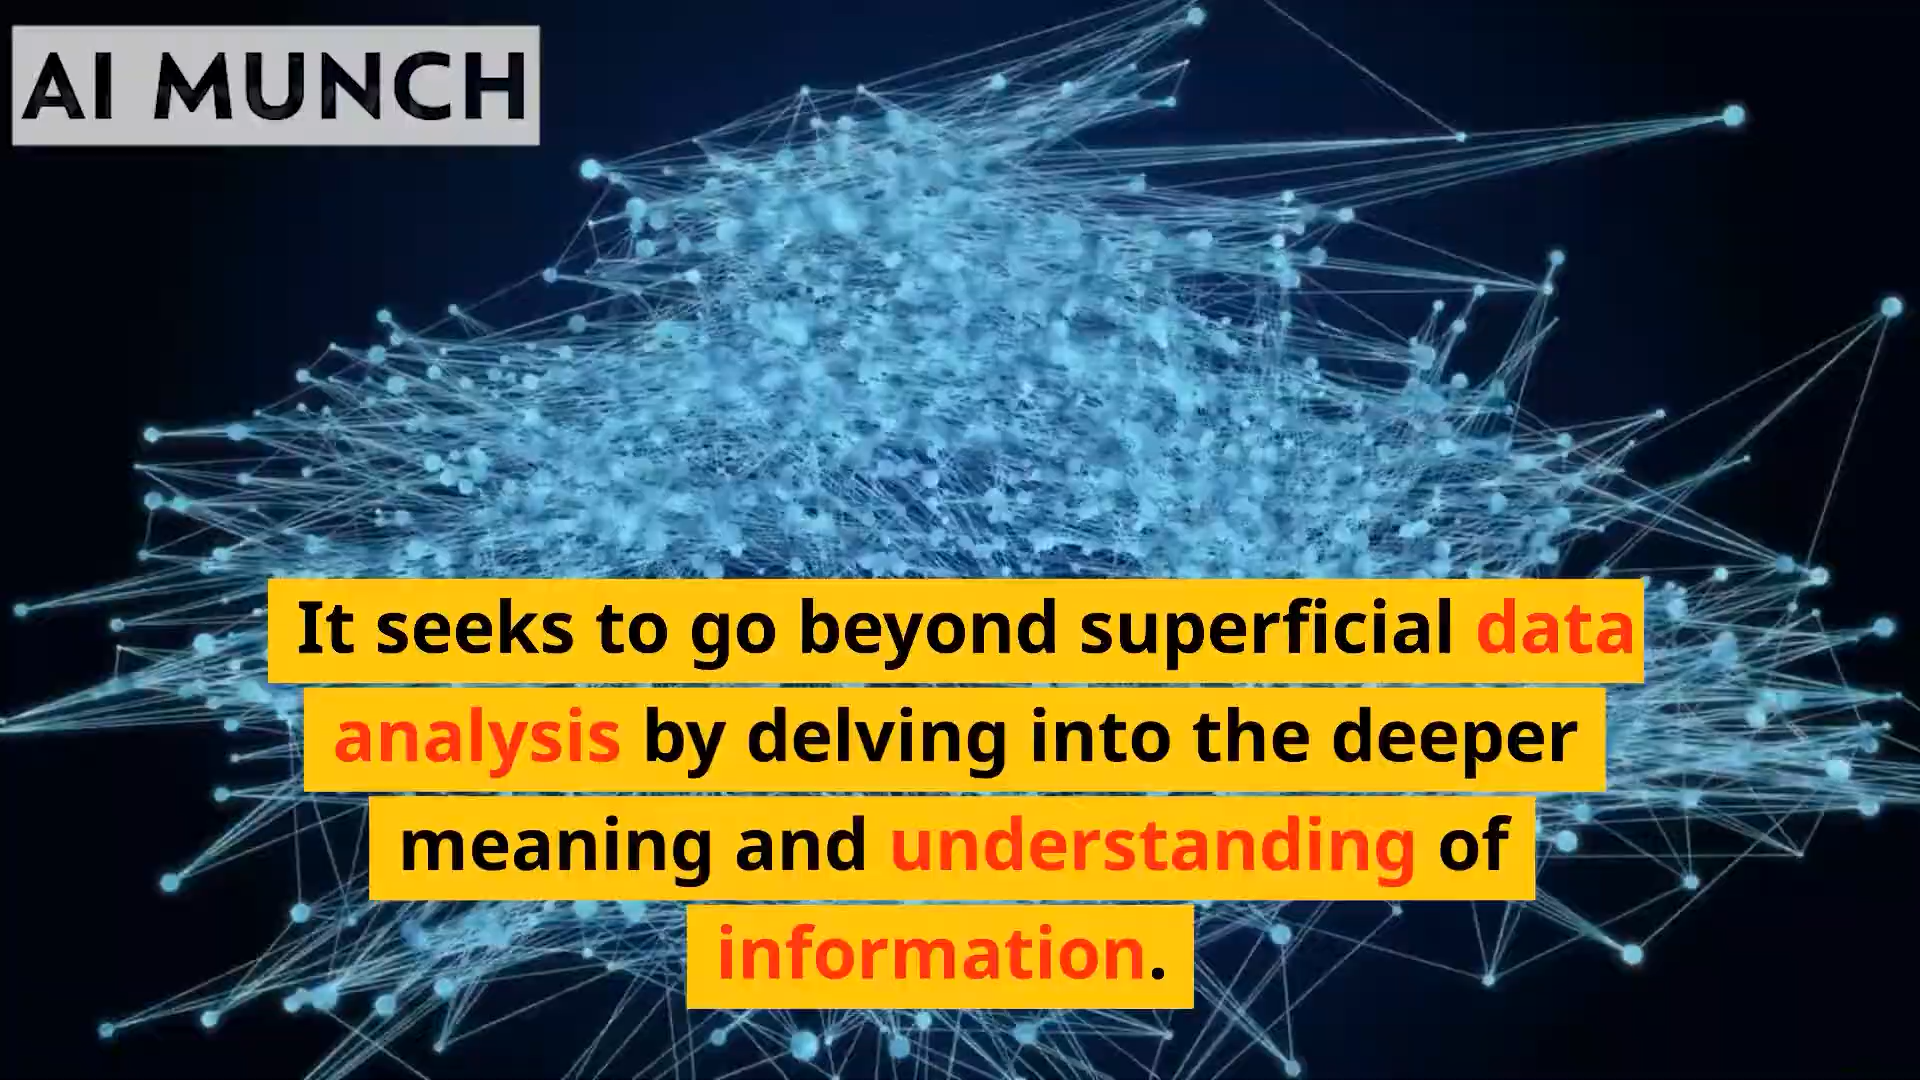 AI MUNCH
It seeks to go beyond superficial data
analysis by delving into the deeper
meaning and understanding of
information.